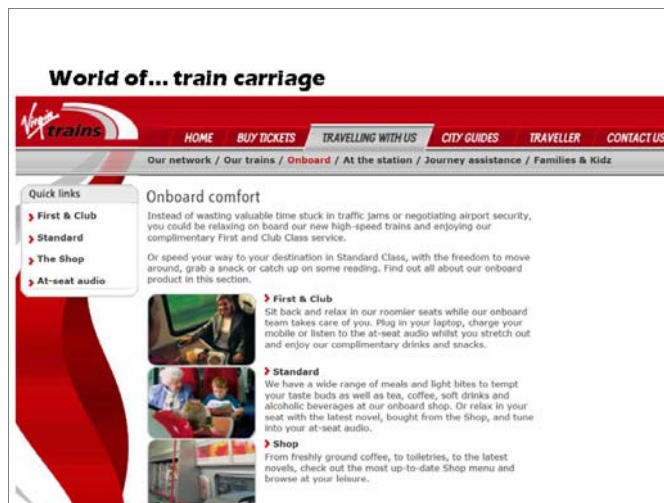 World of... train carriage
Virgin
trains
HOME BUY TICKETS TRAVELLING WITH US CITY GUIDES TRAVELLER CONTACT US
Our network / Our trains / Onboard / At the station / Journey assistance / Families & Kidz
Quick links
First & Club
Standard
The Shop
At-seat audio
Onboard comfort
Instead of wasting valuable time stuck in traffic jams or negotiating airport security,
you could be relaxing on board our new high-speed trains and enjoying our
complimentary First and Club Class service.
Or speed your way to your destination in Standard Class, with the freedom to move
around, grab a snack or catch up on some reading. Find out all about our onboard
product in this section.
First & Club
Sit back and relax in our roomier seats while our onboard
team takes care of you. Plug in your laptop, charge your
mobile or listen to the at-seat audio whilst you stretch out
and enjoy our complimentary drinks and snacks.
Standard
We have a wide range of meals and light bites to tempt
your taste buds as well as tea, coffee, soft drinks and
alcoholic beverages at our onboard shop. Or relax in your
seat with the latest novel, bought from the Shop, and tune
into your at-seat audio.
Shop
From freshly ground coffee, to toiletries, to the latest
novels, check out the most up-to-date Shop menu and
browse at your leisure.